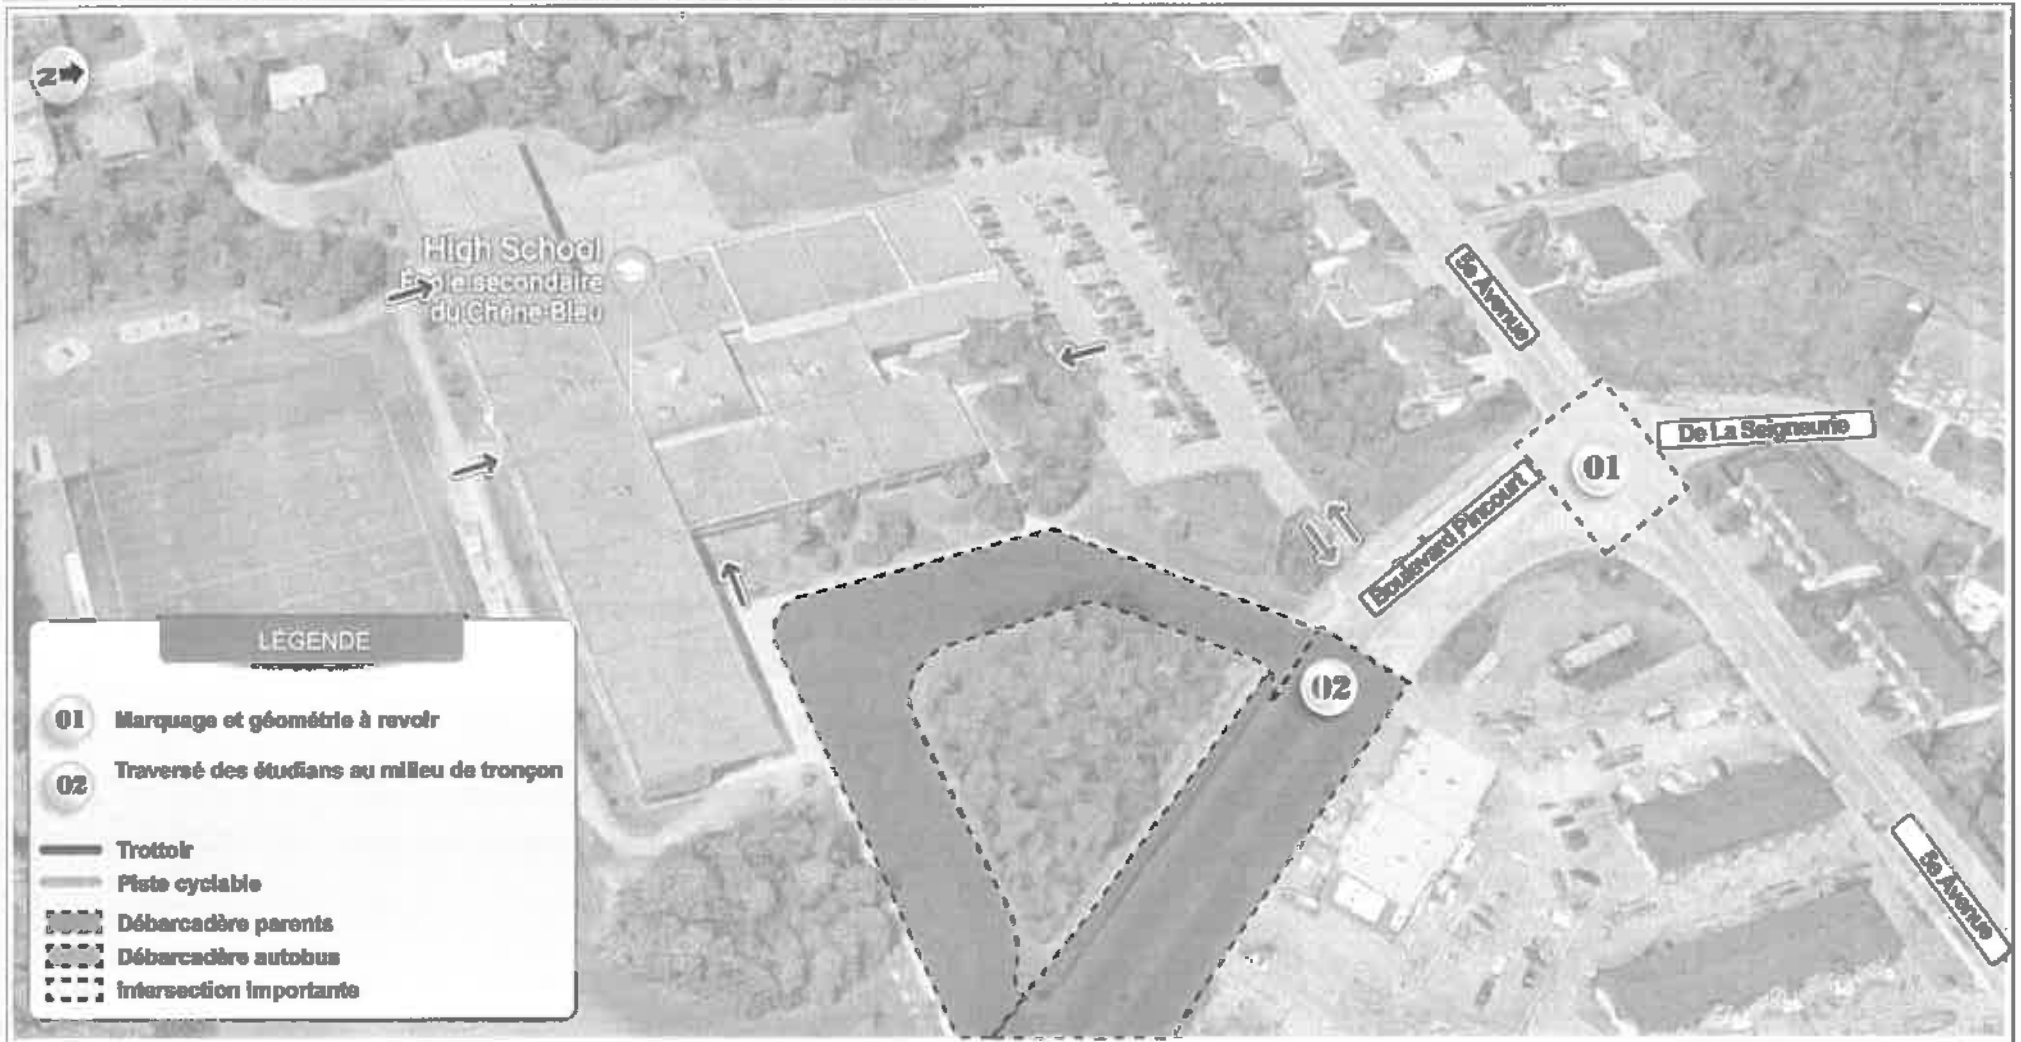 N
High School
École secondaire
du Chêne-Bleu
5e Avenue
De La Seigneurie
01
Boulevard Pincourt
02
5e Avenue
LÉGENDE
01 Marquage et géométrie à revoir
02 Traversé des étudians au milieu de tronçon
Trottoir
Piste cyclable
Débarcadère parents
Débarcadère autobus
Intersection importante